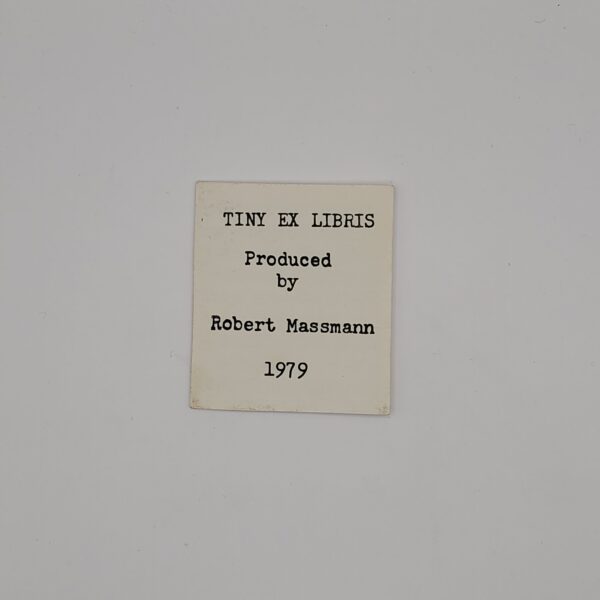 TINY EX LIBRIS
Produced
by
Robert Massmann
1979